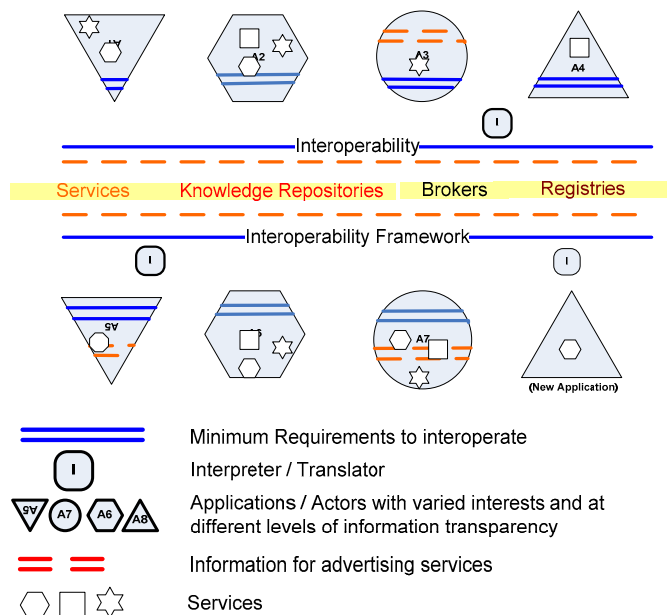 A1
A2
A3
A4
I
Interoperability
Services Knowledge Repositories Brokers Registries
Interoperability Framework
I I
A5
A7
(New Application)
Minimum Requirements to interoperate
I
Interpreter / Translator
A5 A7 A6 A8
Applications / Actors with varied interests and at
different levels of information transparency
Information for advertising services
Services